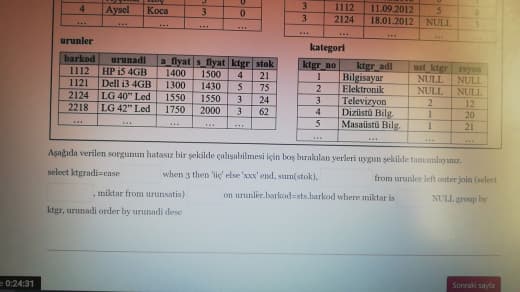 4 Aysel Koca 3 0
... ... ... ... ...
3 1112 11.09.2012 5
3 2124 18.01.2012 NULL
... ... ... ...
urunler
barkod urunadi a_fiyat s_fiyat ktgr stok
1112 HP i5 4GB 1400 1500 4 21
1121 Dell i3 4GB 1300 1430 5 75
2124 LG 40" Led 1550 1550 3 24
2218 LG 42" Led 1750 2000 3 62
... ... ... ... ... ...
kategori
ktgr_no ktgr_adi ust_ktgr rayon
1 Bilgisayar NULL NULL
2 Elektronik NULL NULL
3 Televizyon 2 12
4 Dizüstü Bilg. 1 20
5 Masaüstü Bilg. 1 21
... ... ... ...
Aşağıda verilen sorgunun hatasız bir şekilde çalışabilmesi için boş bırakılan yerleri uygun şekilde tamamlayınız.
select ktgradi=case when 3 then 'üç' else 'xxx' end, sum(stok), from urunler left outer join (select
, miktar from urunsatis) on urunler.barkod=sts.barkod where miktar is NULL group by
ktgr, urunadi order by urunadi desc
0:24:31
Sonraki sayfa